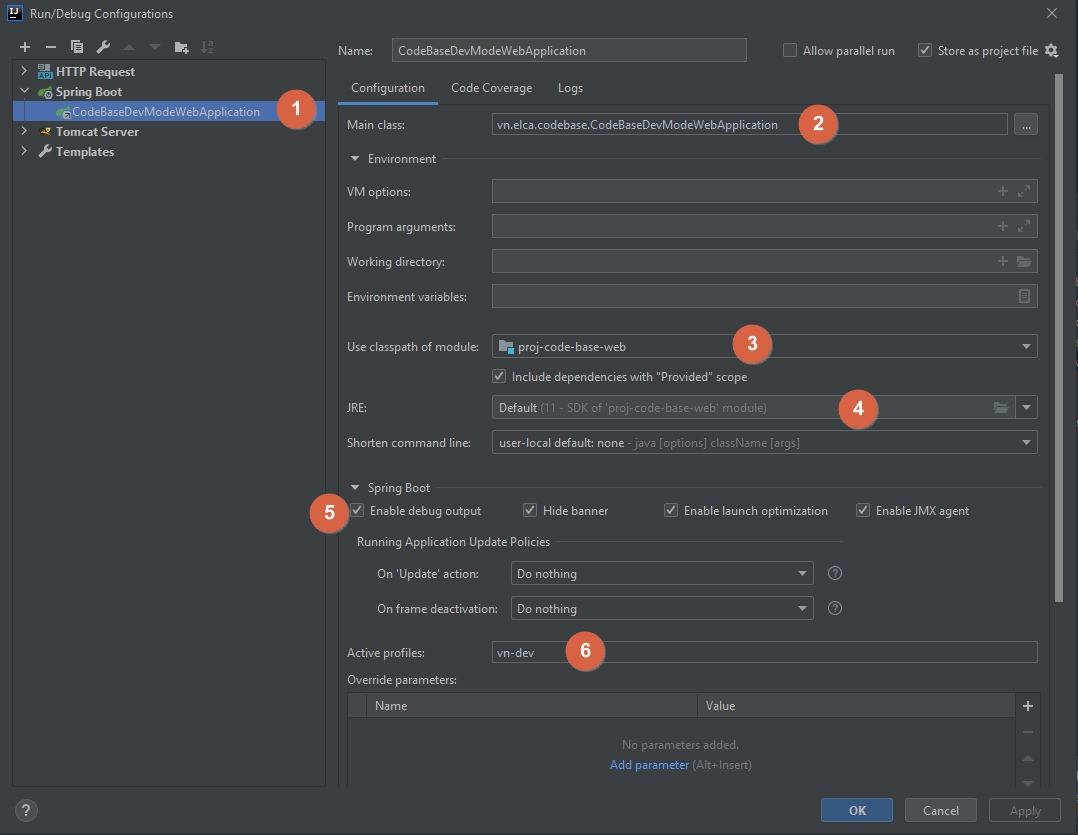 Run/Debug Configurations
HTTP Request
Spring Boot
CodeBaseDevModeWebApplication
1
Tomcat Server
Templates
Name:
CodeBaseDevModeWebApplication
Allow parallel run
Store as project file
Configuration
Code Coverage
Logs
Main class:
vn.elca.codebase.CodeBaseDevModeWebApplication
2
...
Environment
VM options:
Program arguments:
Working directory:
Environment variables:
Use classpath of module:
proj-code-base-web
3
Include dependencies with "Provided" scope
JRE:
Default (11 - SDK of 'proj-code-base-web' module)
4
Shorten command line:
user-local default: none - java [options] className [args]
Spring Boot
5
Enable debug output
Hide banner
Enable launch optimization
Enable JMX agent
Running Application Update Policies
On 'Update' action:
Do nothing
?
On frame deactivation:
Do nothing
?
Active profiles:
vn-dev
6
Override parameters:
Name
Value
No parameters added.
Add parameter (Alt+Insert)
?
OK
Cancel
Apply